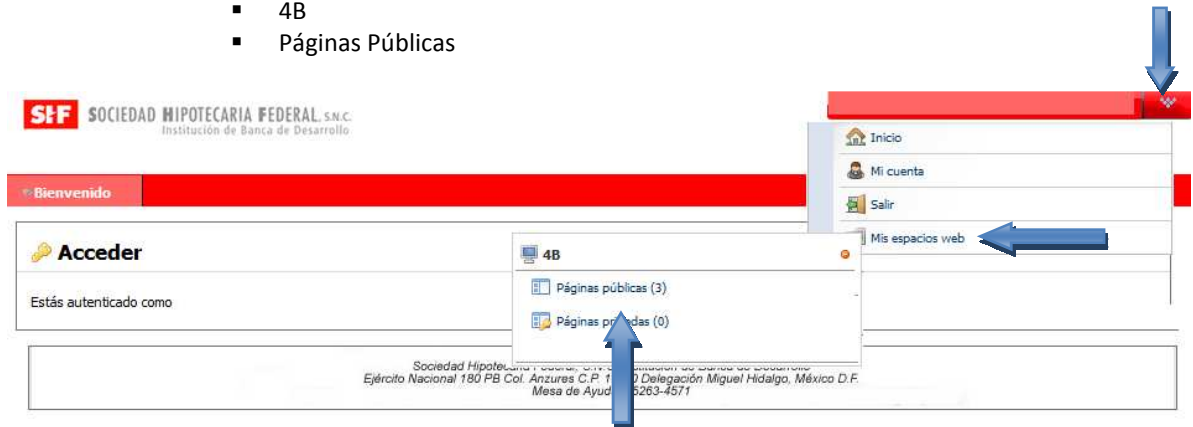 4B
Páginas Públicas
SHF SOCIEDAD HIPOTECARIA FEDERAL, S.N.C.
Institución de Banca de Desarrollo
Inicio
Mi cuenta
Bienvenido
Salir
Mis espacios web
Acceder
4B
Páginas públicas (3)
Estás autenticado como
Páginas (0)
Sociedad Federal,
Ejército Nacional 180 PB Col. Anzures C.P. Delegación Miguel Hidalgo, México D.F.
Mesa de 5263-4571